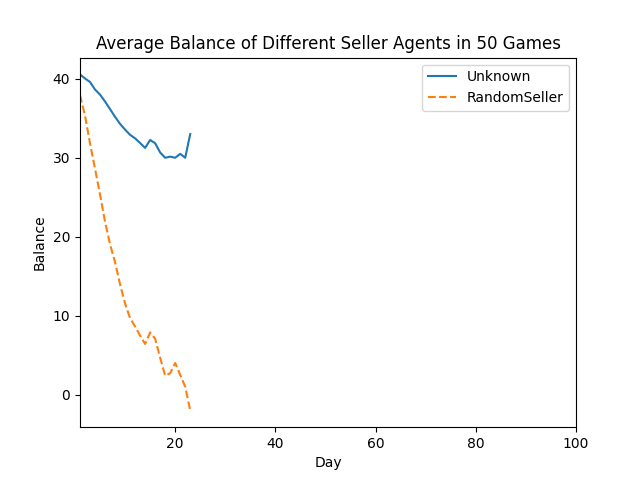 Average Balance of Different Seller Agents in 50 Games
Unknown
RandomSeller
40
30
20
10
0
Balance
20 40 60 80 100
Day